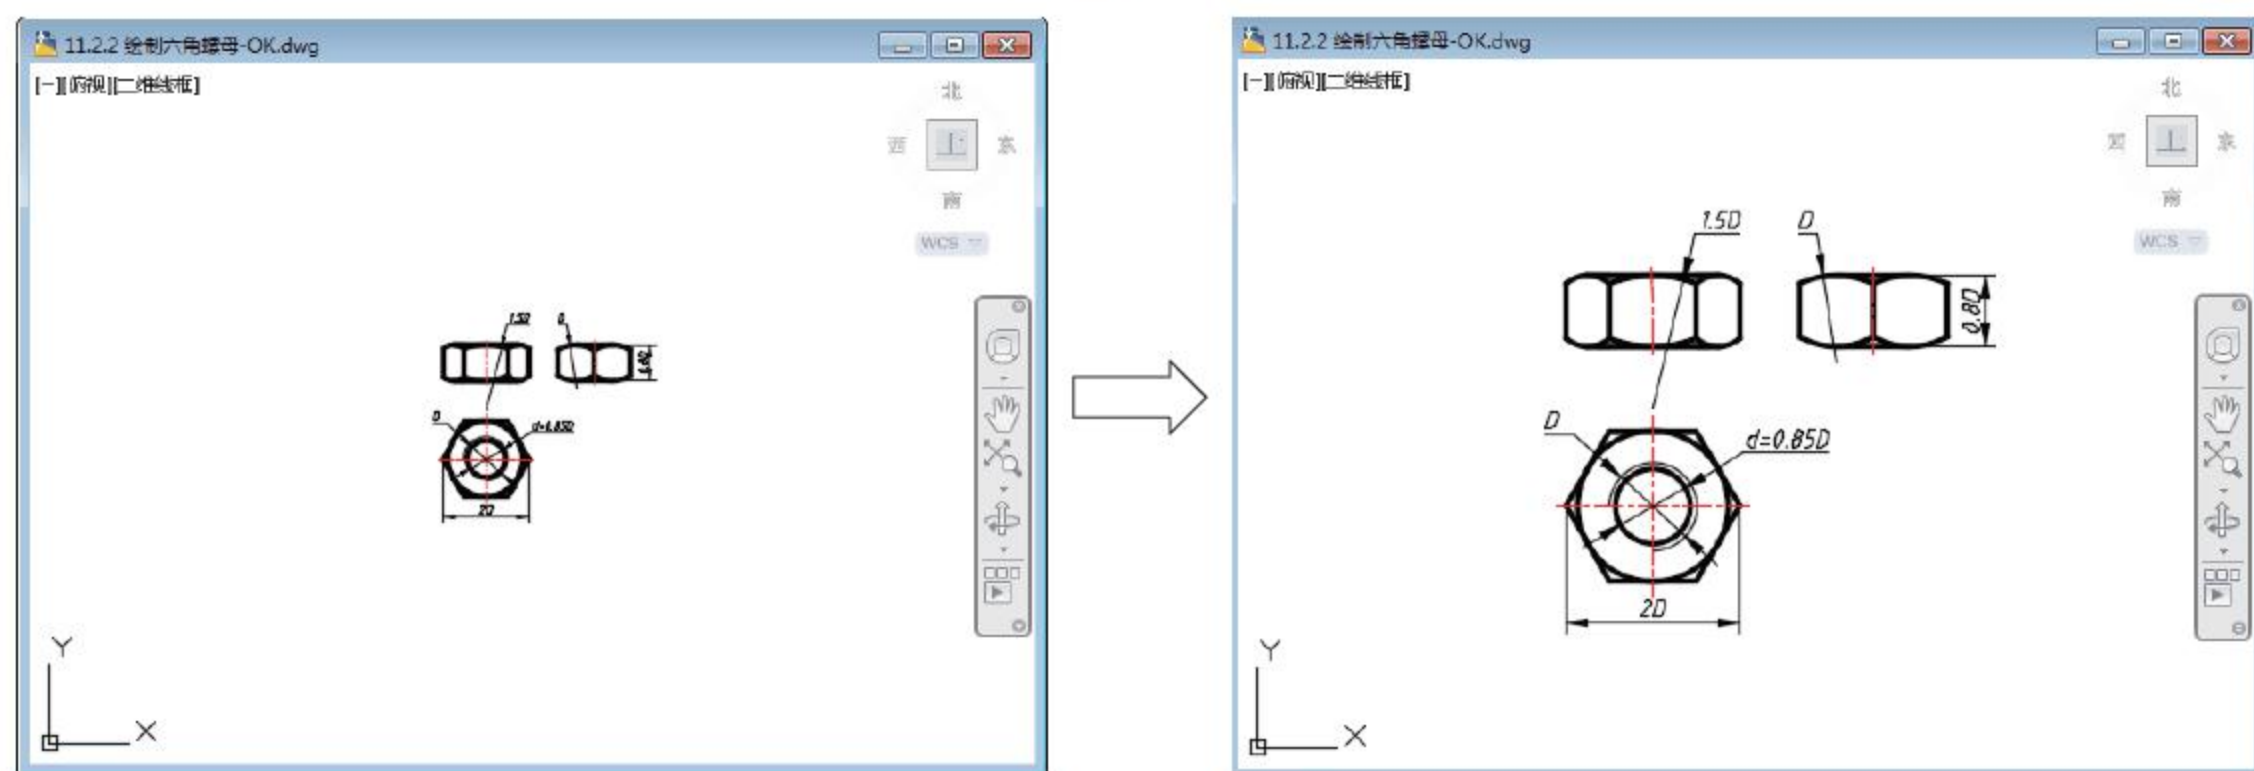 11.2.2 绘制六角螺母-OK.dwg
[-][俯视][二维线框]
北
西 上 东
南
WCS
1.5D D
0.8D
D
d=0.85D
2D
Y
X
11.2.2 绘制六角螺母-OK.dwg
[-][俯视][二维线框]
北
西 上 东
南
WCS
1.5D D
0.8D
D
d=0.85D
2D
Y
X